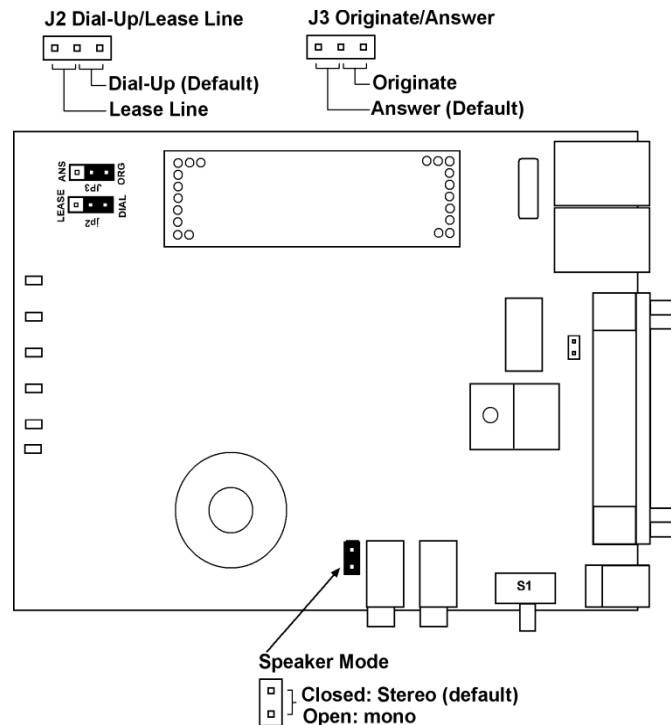 J2 Dial-Up/Lease Line
J3 Originate/Answer
Dial-Up (Default)
Lease Line
Originate
Answer (Default)
ANS
JP3
ORG
LEASE
jp2
DIAL
S1
Speaker Mode
Closed: Stereo (default)
Open: mono